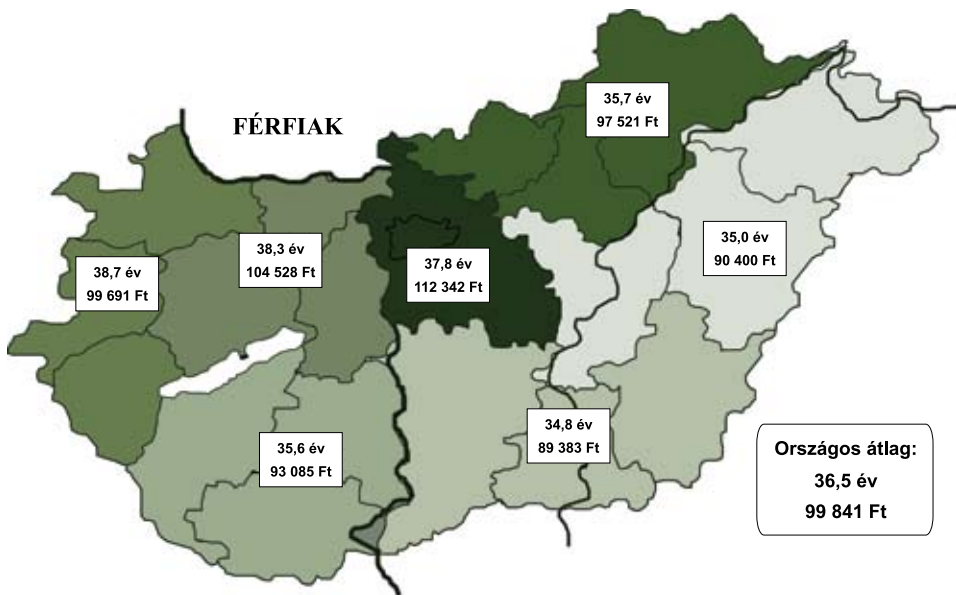 FÉRFIAK
35,7 év
97 521 Ft
38,7 év
99 691 Ft
38,3 év
104 528 Ft
37,8 év
112 342 Ft
35,0 év
90 400 Ft
35,6 év
93 085 Ft
34,8 év
89 383 Ft
Országos átlag:
36,5 év
99 841 Ft